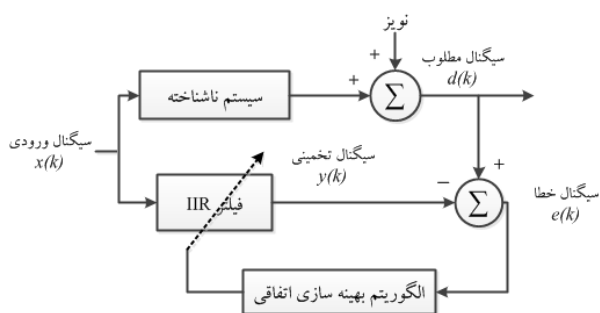 نویز
+
سیگنال مطلوب
d(k)
+
سیستم ناشناخته
∑
سیگنال ورودی
x(k)
سیگنال تخمینی
y(k)
+
سیگنال خطا
e(k)
−
فیلتر IIR
∑
الگوریتم بهینه سازی اتفاقی